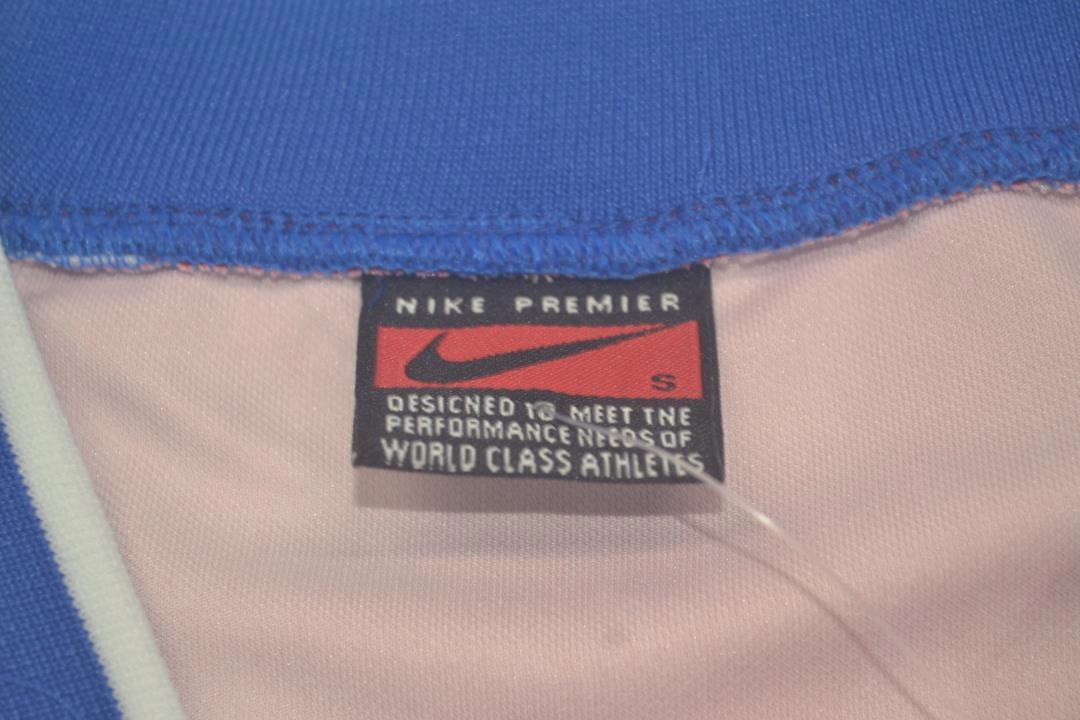 NIKE PREMIER
S
DESIGNED TO MEET THE
PERFORMANCE NEEDS OF
WORLD CLASS ATHLETES